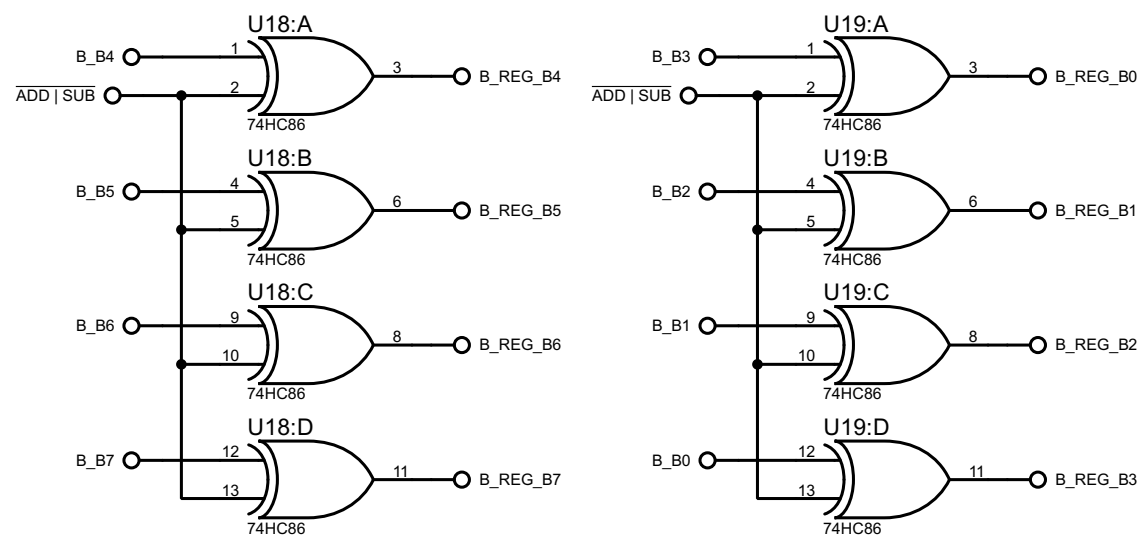 U18:A
B_B4
1
3
B_REG_B4
ADD | SUB
2
74HC86
U18:B
B_B5
4
6
B_REG_B5
5
74HC86
U18:C
B_B6
9
8
B_REG_B6
10
74HC86
U18:D
B_B7
12
11
B_REG_B7
13
74HC86
U19:A
B_B3
1
3
B_REG_B0
ADD | SUB
2
74HC86
U19:B
B_B2
4
6
B_REG_B1
5
74HC86
U19:C
B_B1
9
8
B_REG_B2
10
74HC86
U19:D
B_B0
12
11
B_REG_B3
13
74HC86